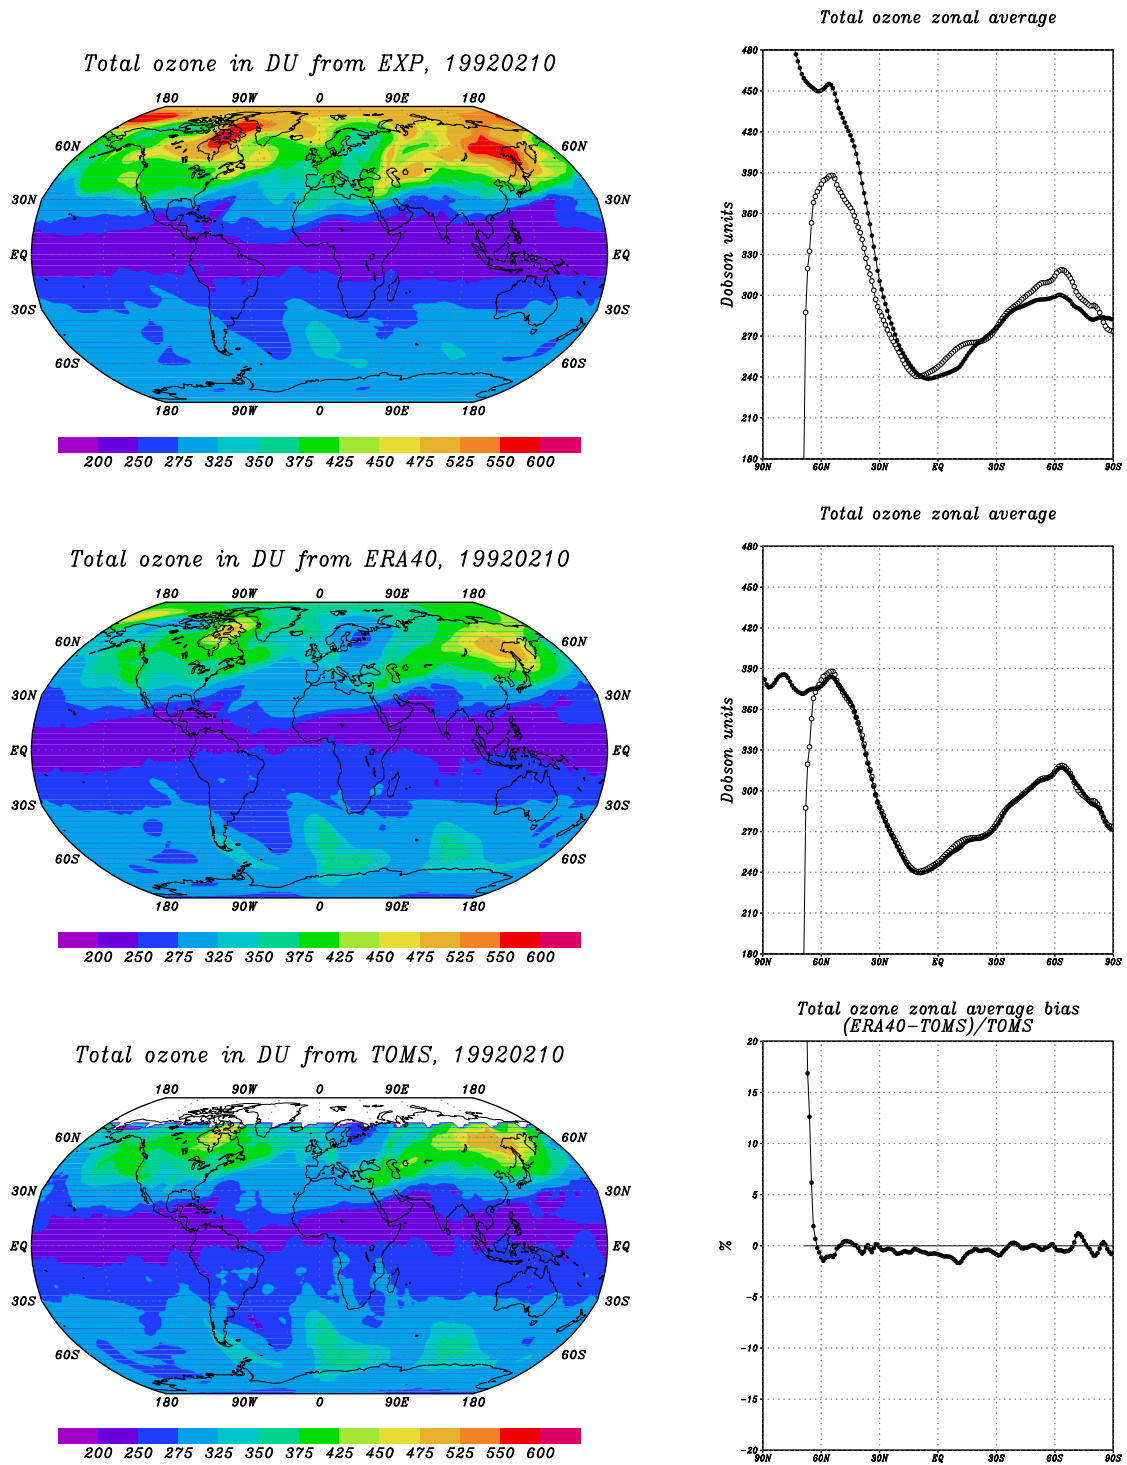 Total ozone in DU from EXP, 19920210
180 90W 0 90E 180
60N 60N
30N 30N
EQ EQ
30S 30S
60S 60S
180 90W 0 90E 180
200 250 275 325 350 375 425 450 475 525 550 600
Total ozone zonal average
480
450
420
390
360
330
300
270
240
210
180
Dobson units
90N 60N 30N EQ 30S 60S 90S
Total ozone in DU from ERA40, 19920210
180 90W 0 90E 180
60N 60N
30N 30N
EQ EQ
30S 30S
60S 60S
180 90W 0 90E 180
200 250 275 325 350 375 425 450 475 525 550 600
Total ozone zonal average
480
450
420
390
360
330
300
270
240
210
180
Dobson units
90N 60N 30N EQ 30S 60S 90S
Total ozone in DU from TOMS, 19920210
180 90W 0 90E 180
60N 60N
30N 30N
EQ EQ
30S 30S
60S 60S
180 90W 0 90E 180
200 250 275 325 350 375 425 450 475 525 550 600
Total ozone zonal average bias
(ERA40-TOMS)/TOMS
20
15
10
5
0
-5
-10
-15
-20
%
90N 60N 30N EQ 30S 60S 90S